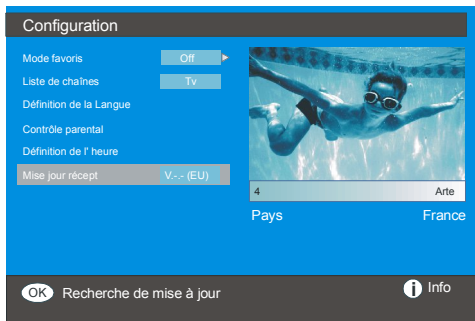 Configuration
Mode favoris Off
Liste de chaînes Tv
Définition de la Langue
Contrôle parental
Définition de l' heure
Mise jour récept V.-.- (EU)
4 Arte
Pays France
OK Recherche de mise à jour
i Info